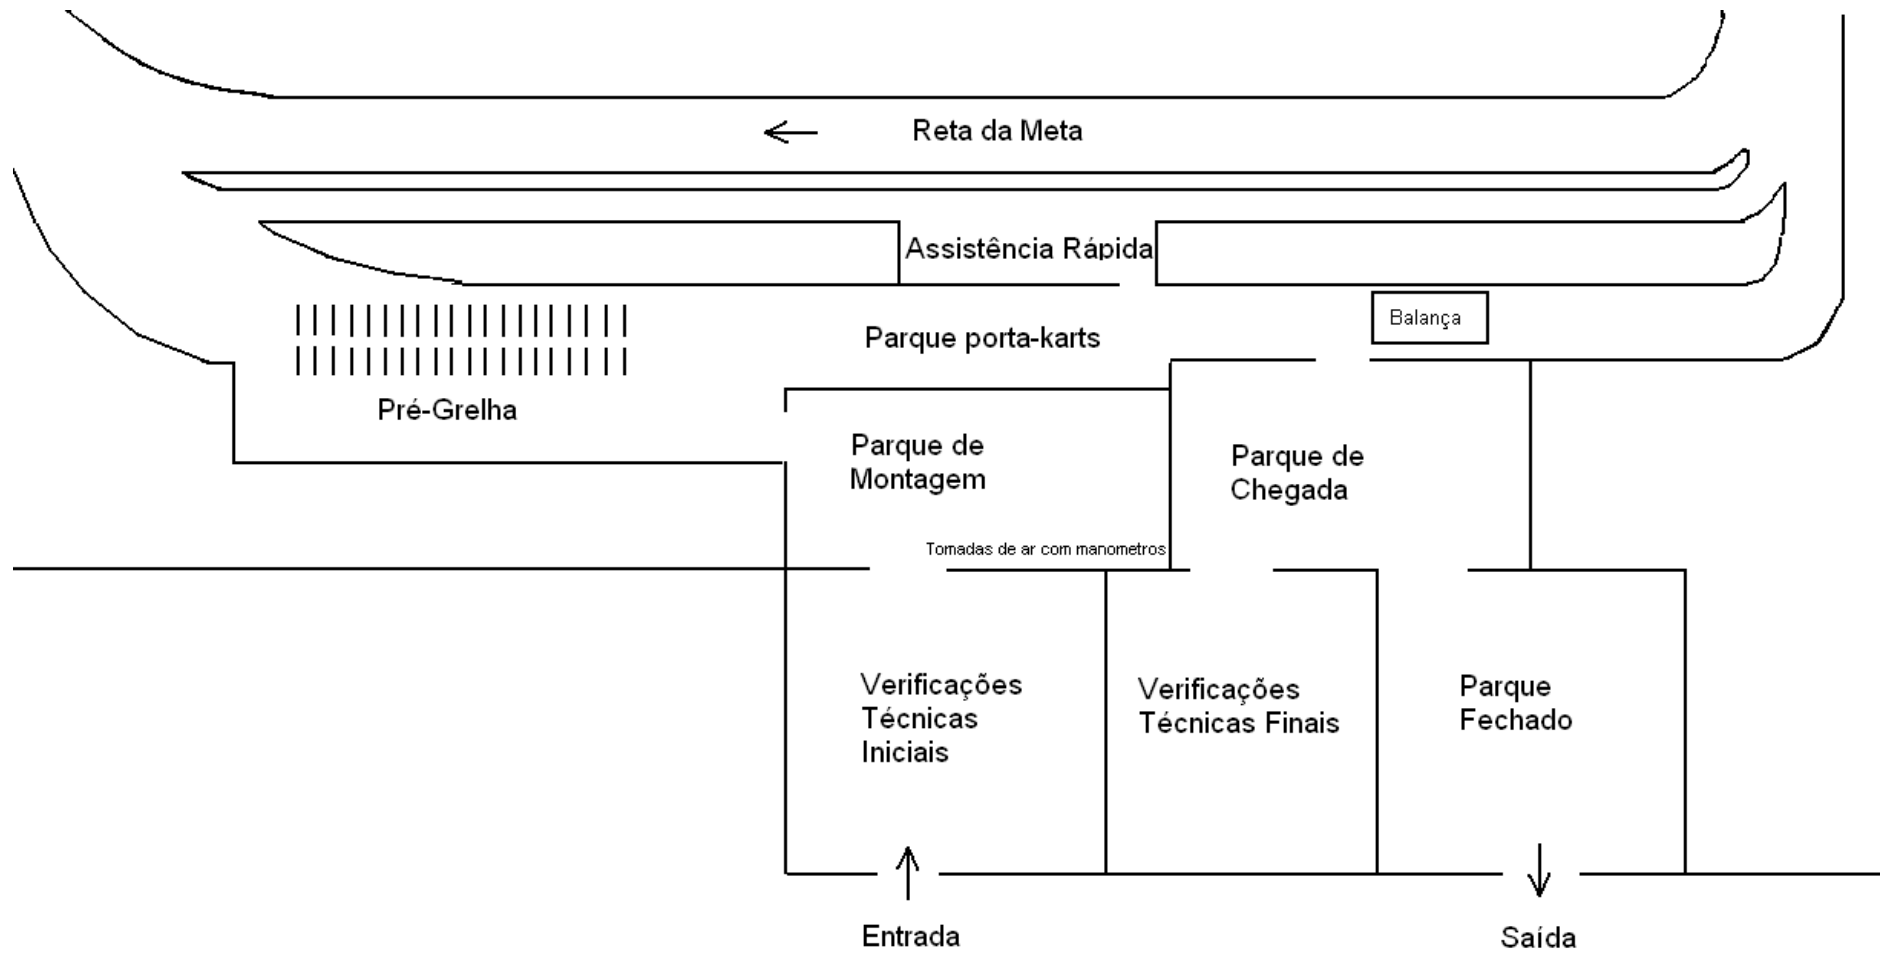 Reta da Meta
Assistência Rápida
Balança
Parque porta-karts
Pré-Grelha
Parque de
Montagem
Parque de
Chegada
Tomadas de ar com manometros
Verificações
Técnicas
Iniciais
Verificações
Técnicas Finais
Parque
Fechado
Entrada
Saída